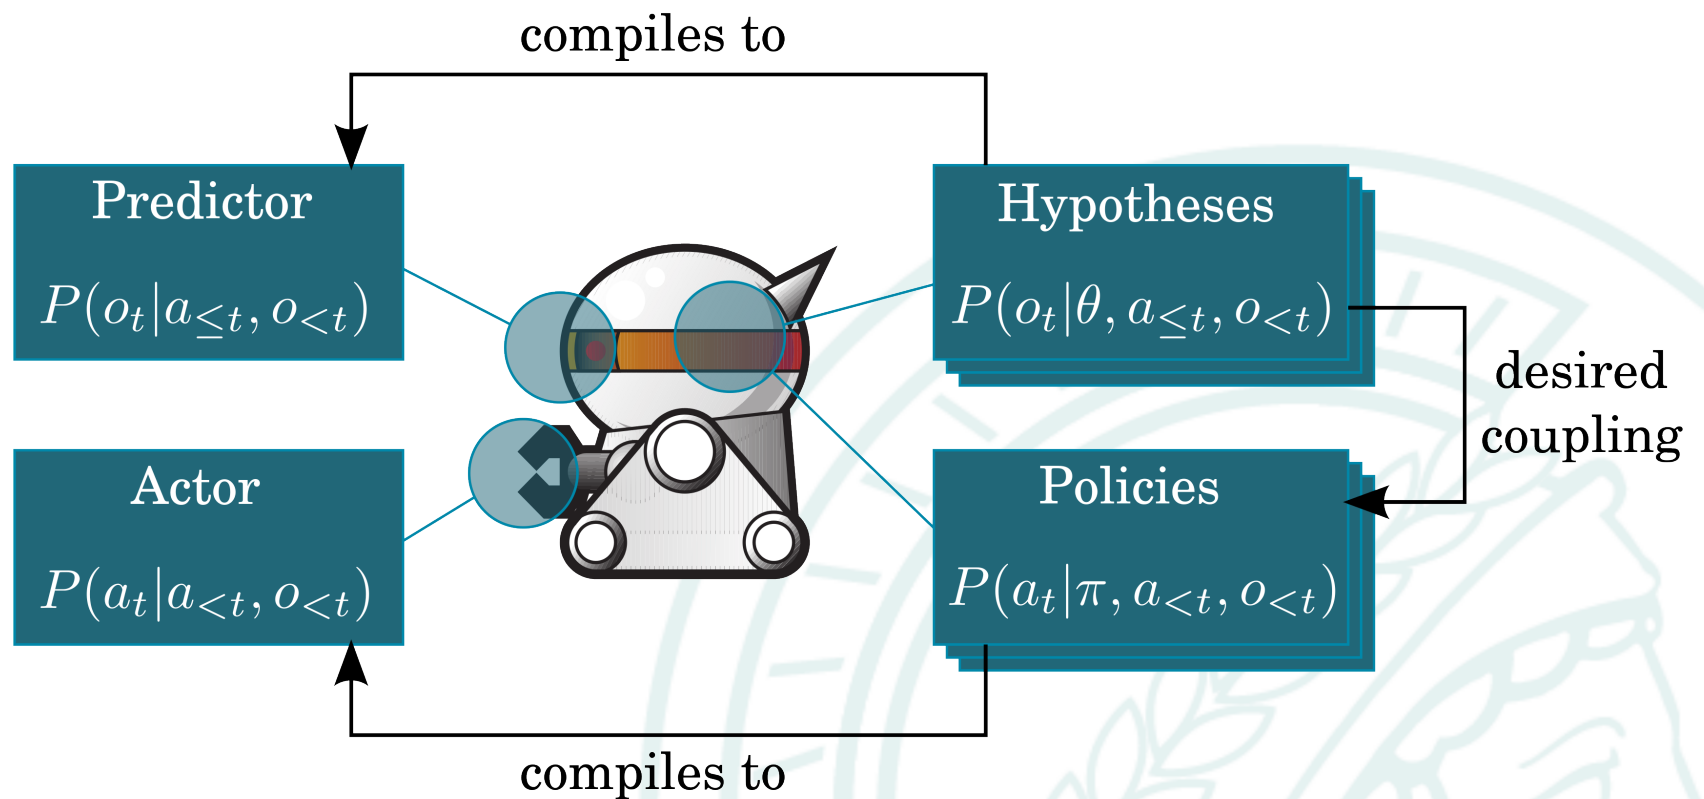 compiles to
Predictor
P(o_t|a_{≤t}, o_{<t})
Hypotheses
P(o_t|θ, a_{≤t}, o_{<t})
desired
coupling
Actor
P(a_t|a_{<t}, o_{<t})
Policies
P(a_t|π, a_{<t}, o_{<t})
compiles to